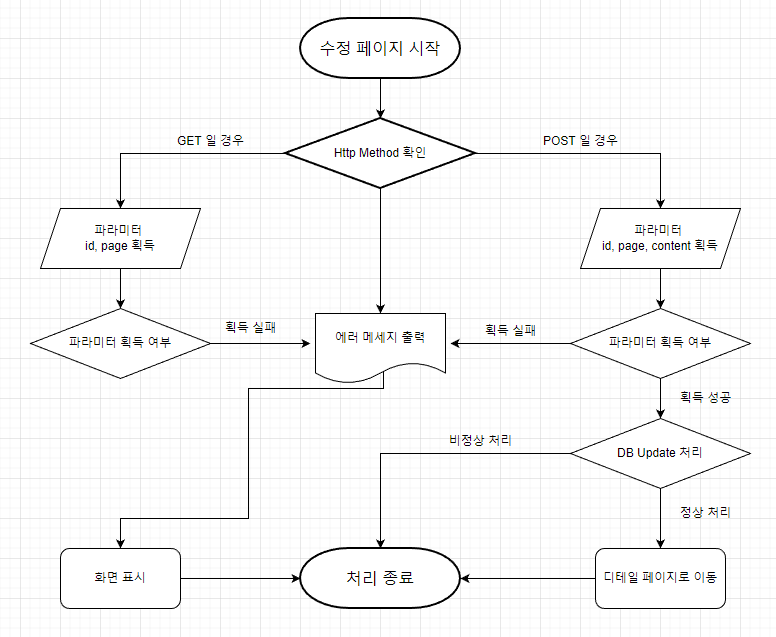 수정 페이지 시작
GET 일 경우
Http Method 확인
POST 일 경우
파라미터
id, page 획득
파라미터
id, page, content 획득
파라미터 획득 여부
획득 실패
에러 메세지 출력
획득 실패
파라미터 획득 여부
획득 성공
비정상 처리
DB Update 처리
정상 처리
화면 표시
처리 종료
디테일 페이지로 이동